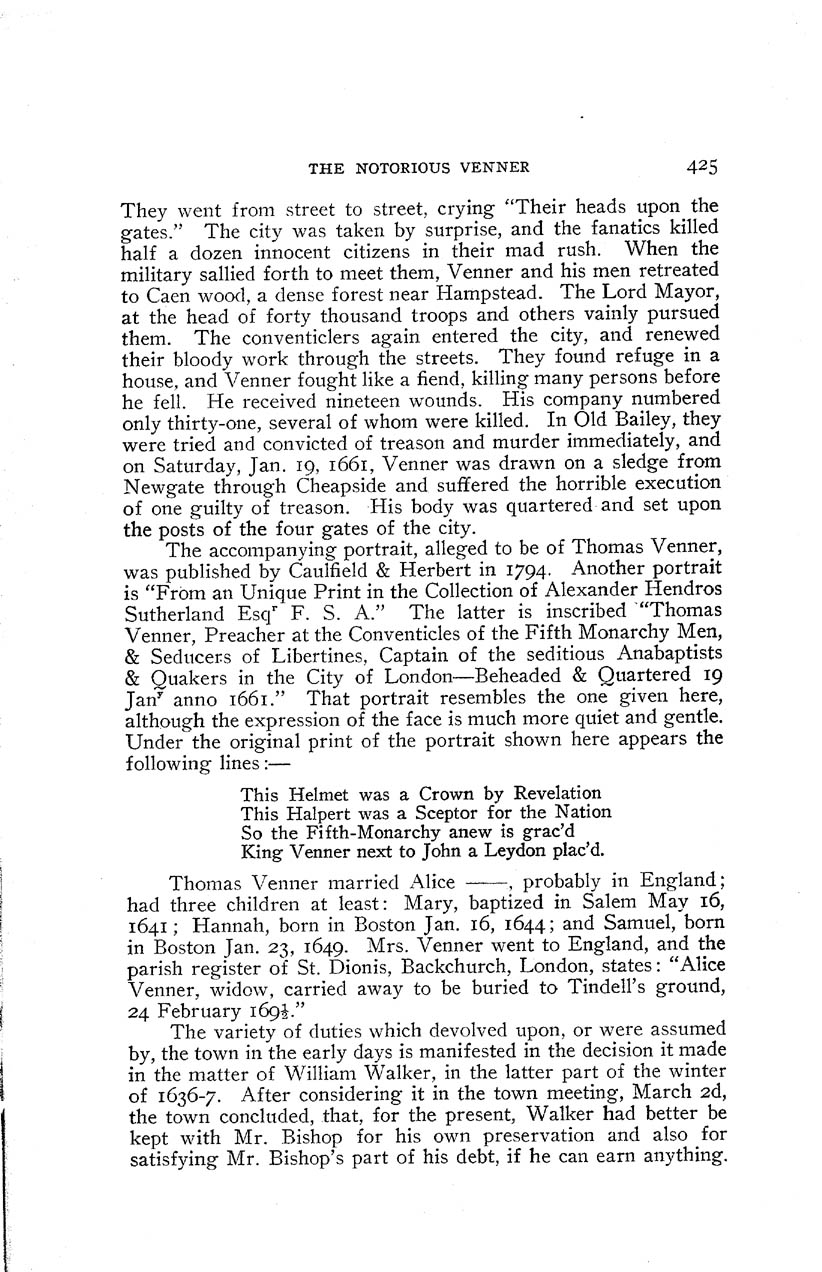 THE NOTORIOUS VENNER 425
They went from street to street, crying “Their heads upon the
gates.” The city was taken by surprise, and the fanatics killed
half a dozen innocent citizens in their mad rush. When the
military sallied forth to meet them, Venner and his men retreated
to Caen wood, a dense forest near Hampstead. The Lord Mayor,
at the head of forty thousand troops and others vainly pursued
them. The conventiclers again entered the city, and renewed
their bloody work through the streets. They found refuge in a
house, and Venner fought like a fiend, killing many persons before
he fell. He received nineteen wounds. His company numbered
only thirty-one, several of whom were killed. In Old Bailey, they
were tried and convicted of treason and murder immediately, and
on Saturday, Jan. 19, 1661, Venner was drawn on a sledge from
Newgate through Cheapside and suffered the horrible execution
of one guilty of treason. His body was quartered and set upon
the posts of the four gates of the city.
The accompanying portrait, alleged to be of Thomas Venner,
was published by Caulfield & Herbert in 1794. Another portrait
is “From an Unique Print in the Collection of Alexander Hendros
Sutherland Esqʳ F. S. A.” The latter is inscribed “Thomas
Venner, Preacher at the Conventicles of the Fifth Monarchy Men,
& Seducers of Libertines, Captain of the seditious Anabaptists
& Quakers in the City of London—Beheaded & Quartered 19
Janʸ anno 1661.” That portrait resembles the one given here,
although the expression of the face is much more quiet and gentle.
Under the original print of the portrait shown here appears the
following lines:—
This Helmet was a Crown by Revelation
This Halpert was a Sceptor for the Nation
So the Fifth-Monarchy anew is grac’d
King Venner next to John a Leydon plac’d.
Thomas Venner married Alice ——, probably in England;
had three children at least: Mary, baptized in Salem May 16,
1641; Hannah, born in Boston Jan. 16, 1644; and Samuel, born
in Boston Jan. 23, 1649. Mrs. Venner went to England, and the
parish register of St. Dionis, Backchurch, London, states: “Alice
Venner, widow, carried away to be buried to Tindell’s ground,
24 February 169½.”
The variety of duties which devolved upon, or were assumed
by, the town in the early days is manifested in the decision it made
in the matter of William Walker, in the latter part of the winter
of 1636-7. After considering it in the town meeting, March 2d,
the town concluded, that, for the present, Walker had better be
kept with Mr. Bishop for his own preservation and also for
satisfying Mr. Bishop’s part of his debt, if he can earn anything.